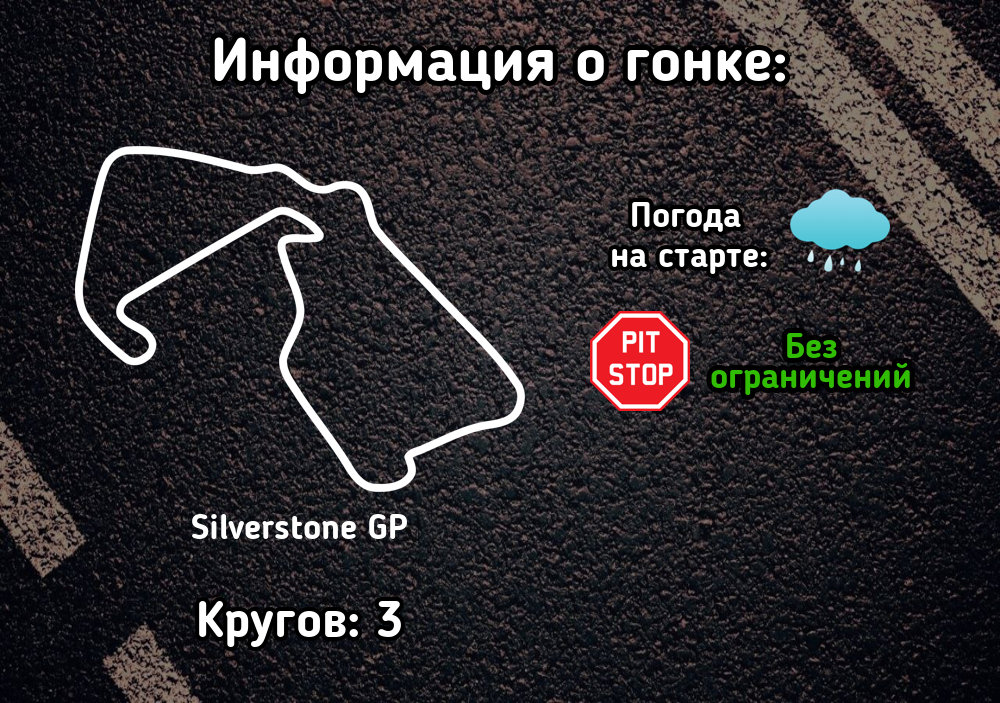 Информация о гонке:
Погода
на старте:
PIT
STOP
Без
ограничений
Silverstone GP
Кругов: 3